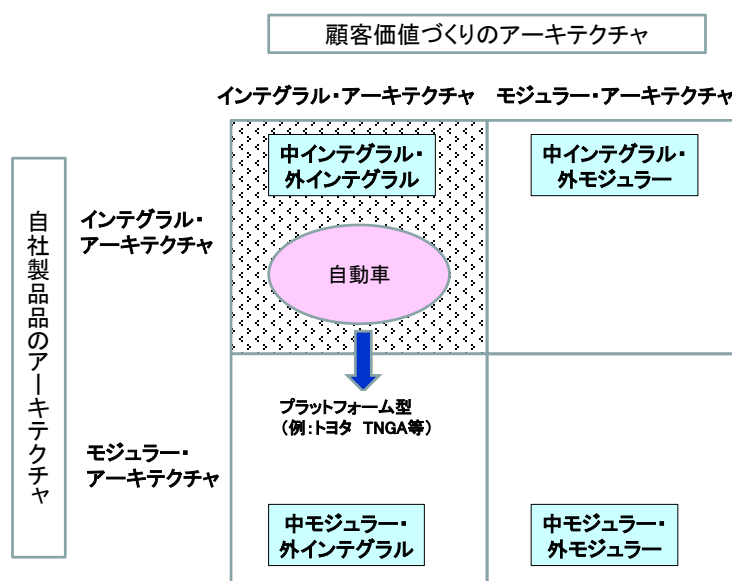 顧客価値づくりのアーキテクチャ
インテグラル・アーキテクチャ
モジュラー・アーキテクチャ
自社製品品のアーキテクチャ
インテグラル・
アーキテクチャ
中インテグラル・
外インテグラル
中インテグラル・
外モジュラー
自動車
プラットフォーム型
（例：トヨタ TNGA等）
モジュラー・
アーキテクチャ
中モジュラー・
外インテグラル
中モジュラー・
外モジュラー